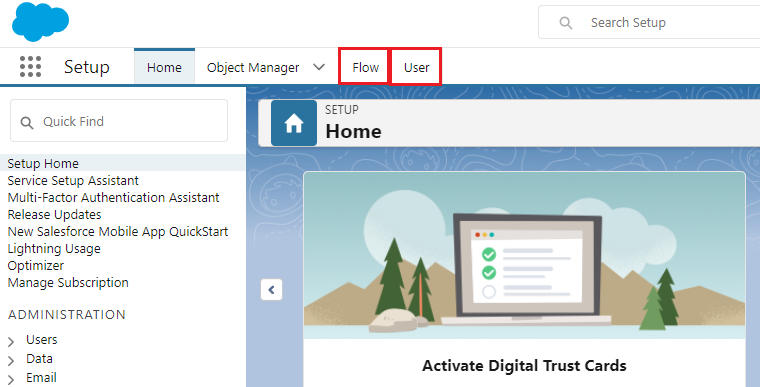 Search Setup
Setup Home Object Manager Flow User
Quick Find
SETUP
Home
Setup Home
Service Setup Assistant
Multi-Factor Authentication Assistant
Release Updates
New Salesforce Mobile App QuickStart
Lightning Usage
Optimizer
Manage Subscription
ADMINISTRATION
Users
Data
Email
Activate Digital Trust Cards